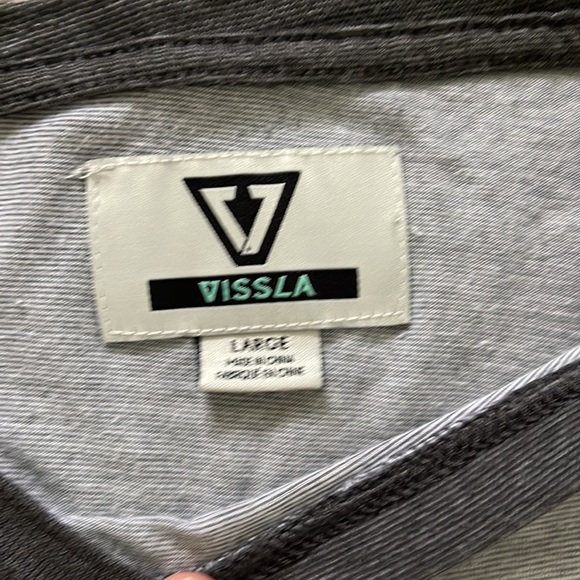 VISSLA
LARGE
MADE IN CHINA
FABRIQUÉ EN CHINE